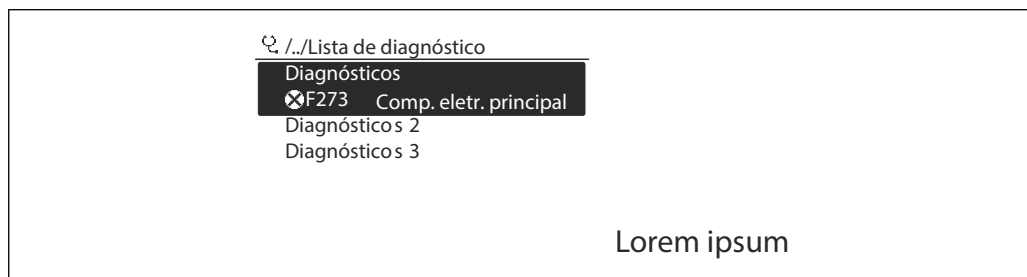 /../Lista de diagnóstico
Diagnósticos
F273 Comp. eletr. principal
Diagnósticos 2
Diagnósticos 3
Lorem ipsum